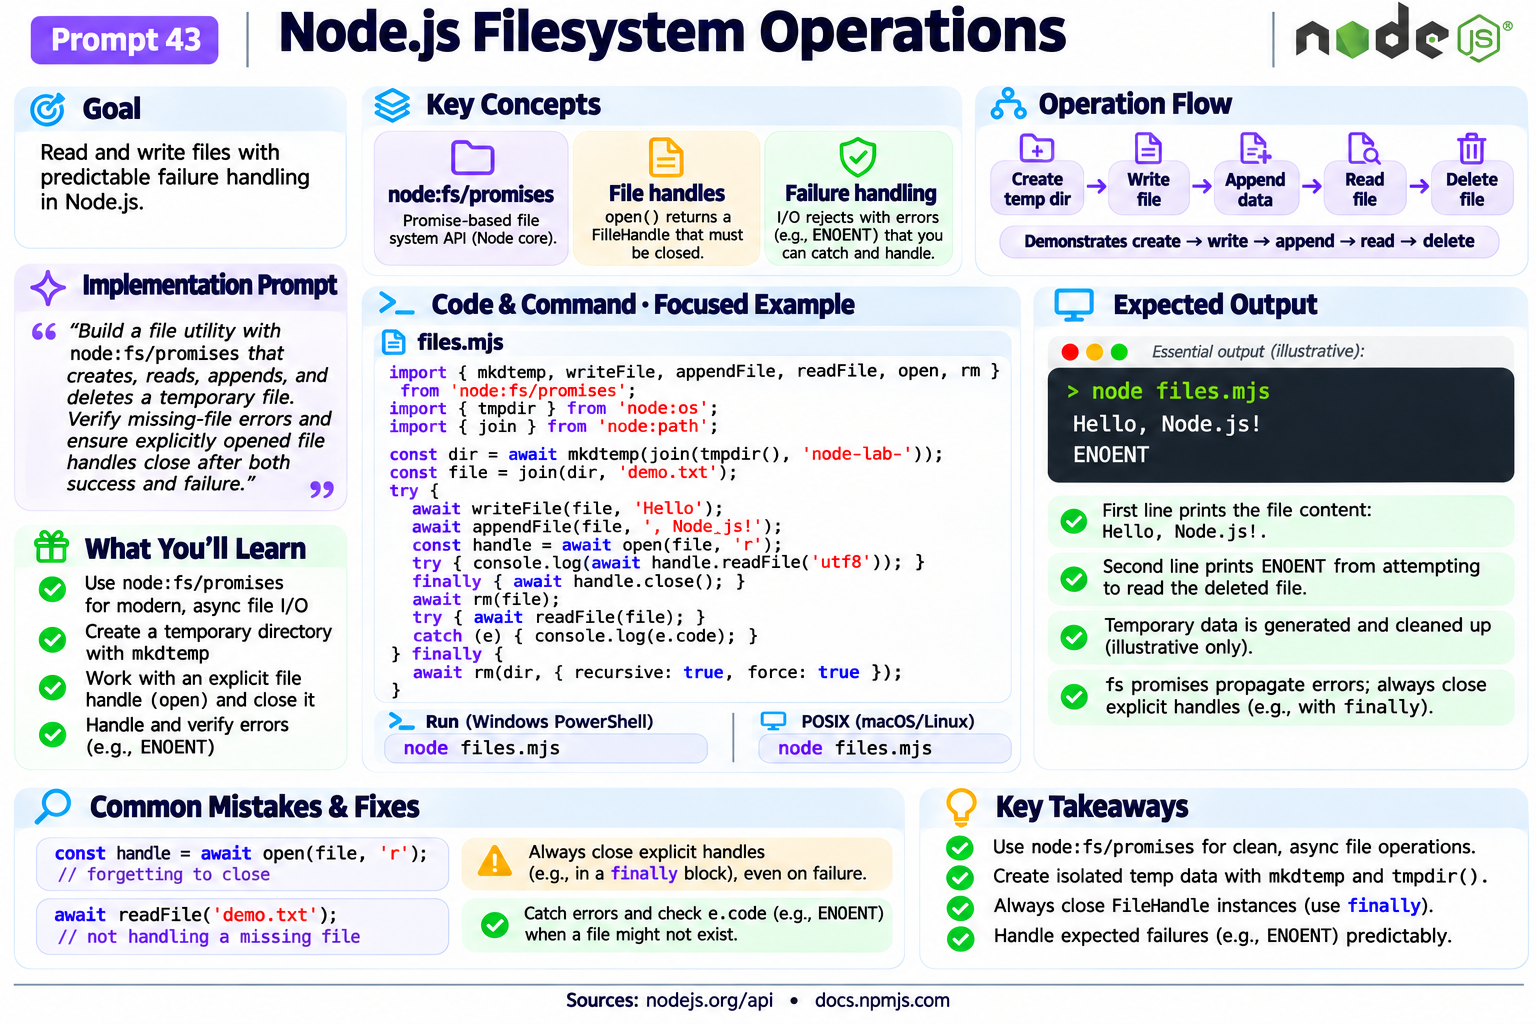 Prompt 43
Node.js Filesystem Operations
node JS ®
Goal
Read and write files with
predictable failure handling
in Node.js.
Key Concepts
node:fs/promises
Promise-based file
system API (Node core).
File handles
open() returns a
FilleHandle that must
be closed.
Failure handling
I/O rejects with errors
(e.g., ENOENT) that you
can catch and handle.
Operation Flow
Create
temp dir
→
Write
file
→
Append
data
→
Read
file
→
Delete
file
Demonstrates create → write → append → read → delete
Implementation Prompt
“ “Build a file utility with
node:fs/promises that
creates, reads, appends, and
deletes a temporary file.
Verify missing-file errors and
ensure explicitly opened file
handles close after both
success and failure.” ”
What You’ll Learn
Use node:fs/promises
for modern, async file I/O
Create a temporary directory
with mkdtemp
Work with an explicit file
handle (open) and close it
Handle and verify errors
(e.g., ENOENT)
Code & Command · Focused Example
files.mjs
import { mkdtemp, writeFile, appendFile, readFile, open, rm }
from 'node:fs/promises';
import { tmpdir } from 'node:os';
import { join } from 'node:path';
const dir = await mkdtemp(join(tmpdir(), 'node-lab-'));
const file = join(dir, 'demo.txt');
try {
await writeFile(file, 'Hello');
await appendFile(file, ', Node.js!');
const handle = await open(file, 'r');
try { console.log(await handle.readFile('utf8')); }
finally { await handle.close(); }
await rm(file);
try { await readFile(file); }
catch (e) { console.log(e.code); }
} finally {
await rm(dir, { recursive: true, force: true });
}
Run (Windows PowerShell)
node files.mjs
POSIX (macOS/Linux)
node files.mjs
Expected Output
Essential output (illustrative):
> node files.mjs
Hello, Node.js!
ENOENT
First line prints the file content:
Hello, Node.js!.
Second line prints ENOENT from attempting
to read the deleted file.
Temporary data is generated and cleaned up
(illustrative only).
fs promises propagate errors; always close
explicit handles (e.g., with finally).
Common Mistakes & Fixes
const handle = await open(file, 'r');
// forgetting to close
Always close explicit handles
(e.g., in a finally block), even on failure.
await readFile('demo.txt');
// not handling a missing file
Catch errors and check e.code (e.g., ENOENT)
when a file might not exist.
Key Takeaways
Use node:fs/promises for clean, async file operations.
Create isolated temp data with mkdtemp and tmpdir().
Always close FileHandle instances (use finally).
Handle expected failures (e.g., ENOENT) predictably.
Sources: nodejs.org/api • docs.npmjs.com